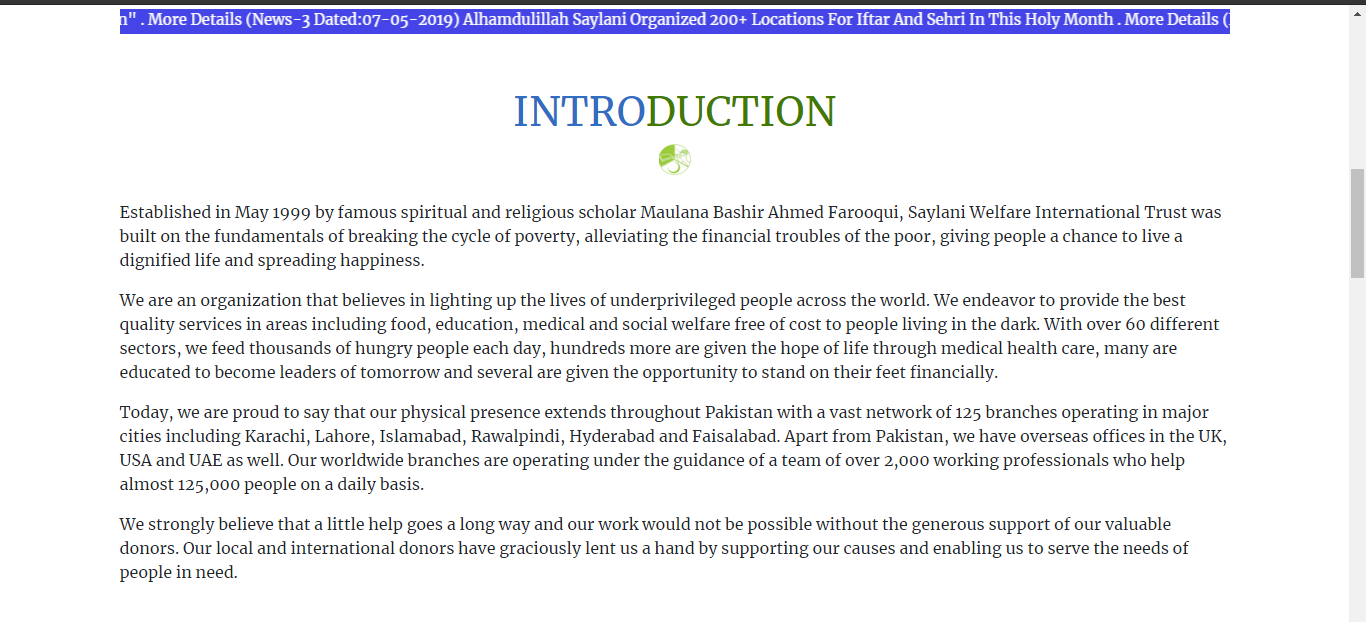 n" . More Details (News-3 Dated:07-05-2019) Alhamdulillah Saylani Organized 200+ Locations For Iftar And Sehri In This Holy Month . More Details (
INTRODUCTION
Established in May 1999 by famous spiritual and religious scholar Maulana Bashir Ahmed Farooqui, Saylani Welfare International Trust was
built on the fundamentals of breaking the cycle of poverty, alleviating the financial troubles of the poor, giving people a chance to live a
dignified life and spreading happiness.
We are an organization that believes in lighting up the lives of underprivileged people across the world. We endeavor to provide the best
quality services in areas including food, education, medical and social welfare free of cost to people living in the dark. With over 60 different
sectors, we feed thousands of hungry people each day, hundreds more are given the hope of life through medical health care, many are
educated to become leaders of tomorrow and several are given the opportunity to stand on their feet financially.
Today, we are proud to say that our physical presence extends throughout Pakistan with a vast network of 125 branches operating in major
cities including Karachi, Lahore, Islamabad, Rawalpindi, Hyderabad and Faisalabad. Apart from Pakistan, we have overseas offices in the UK,
USA and UAE as well. Our worldwide branches are operating under the guidance of a team of over 2,000 working professionals who help
almost 125,000 people on a daily basis.
We strongly believe that a little help goes a long way and our work would not be possible without the generous support of our valuable
donors. Our local and international donors have graciously lent us a hand by supporting our causes and enabling us to serve the needs of
people in need.